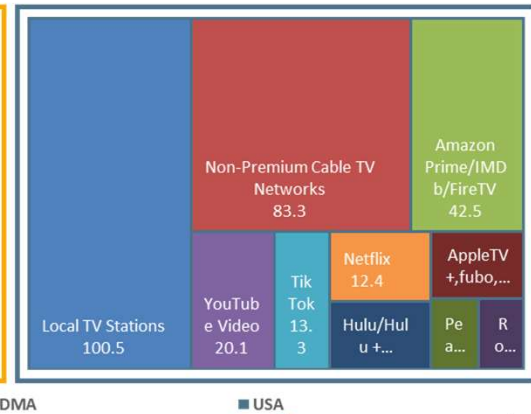 Local TV Stations
100.5
Non-Premium Cable TV
Networks
83.3
Amazon
Prime/IMD
b/FireTV
42.5
YouTub
e Video
20.1
Tik
Tok
13.
3
Netflix
12.4
Hulu/Hul
u +...
AppleTV
+,fubo,...
Pe
a...
R
o...
DMA
USA